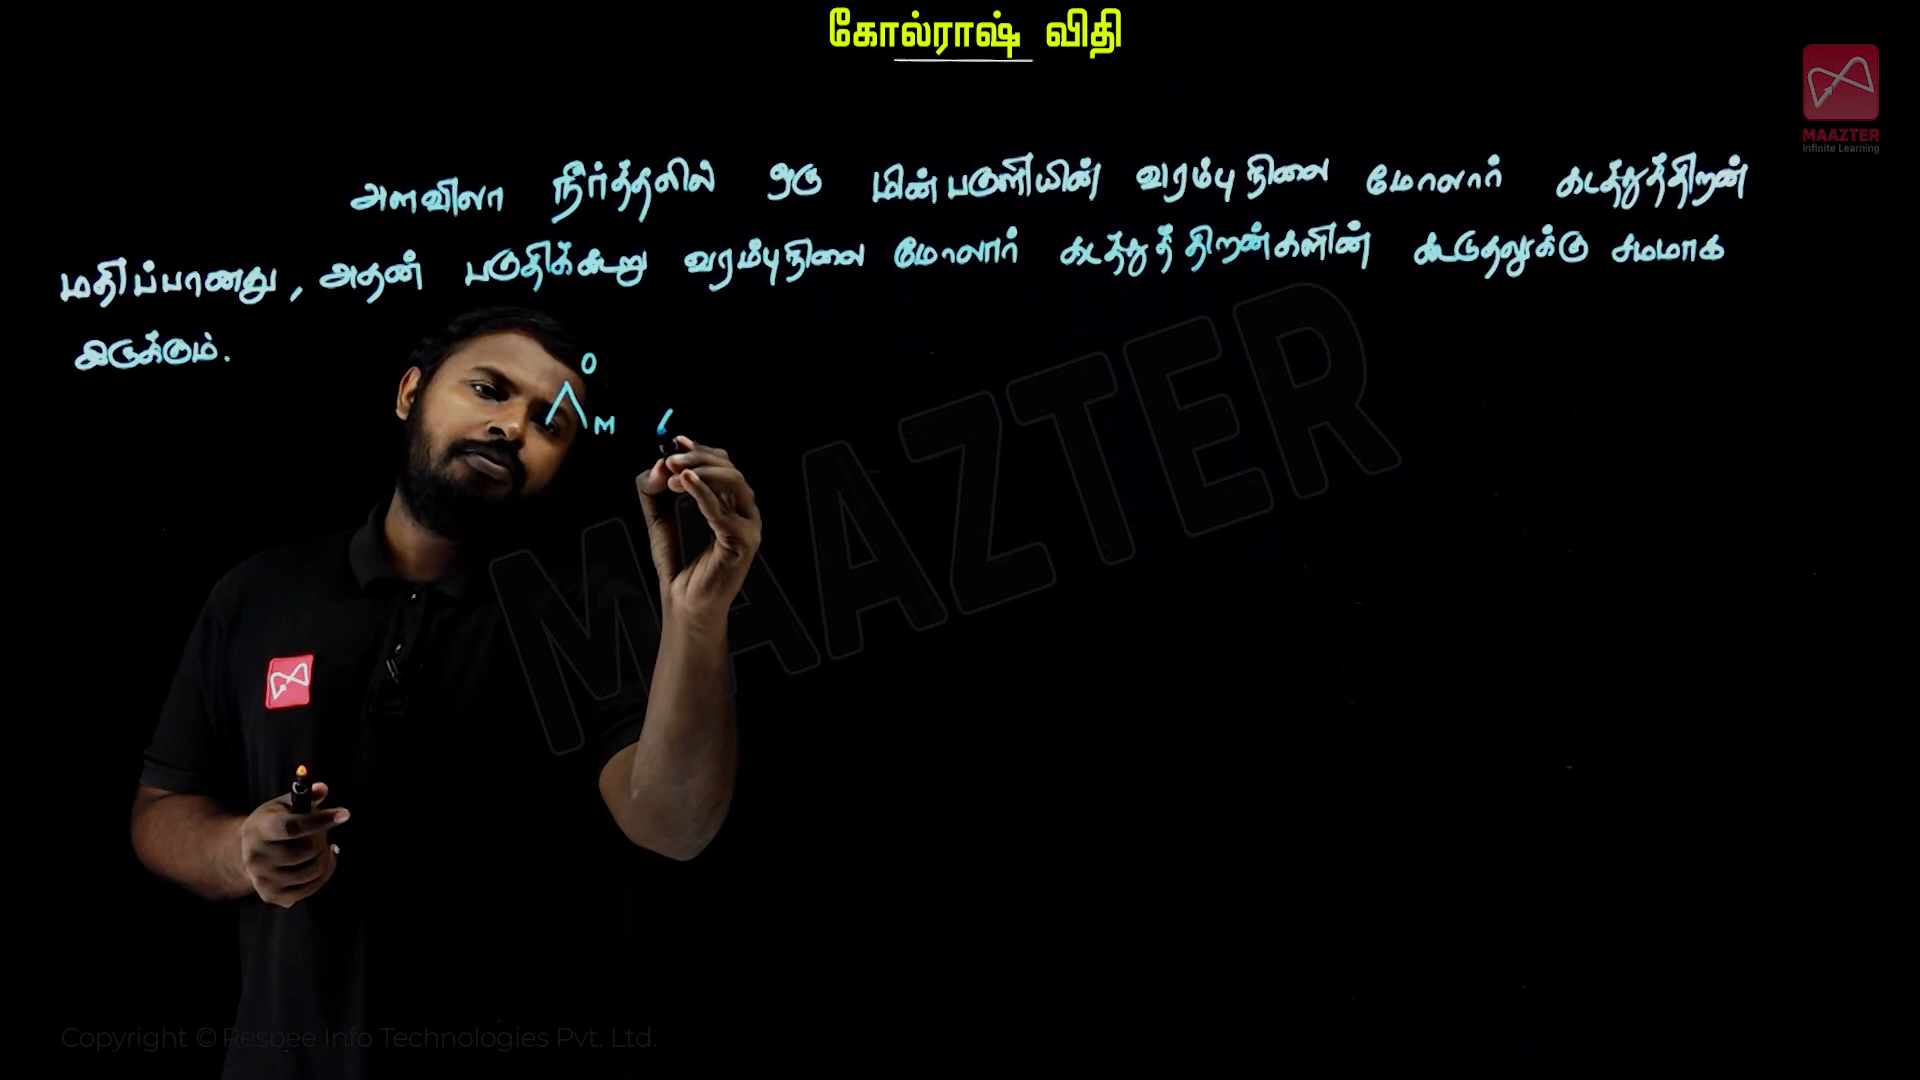 கோல்ராஷ் விதி
MAAZTER
Infinite Learning
அளவிலா நீர்த்தலில் ஒரு மின்பகுளியின் வரம்பு நிலை மோலார் கடத்துத்திறன்
மதிப்பானது, அதன் பகுதிக்கூறு வரம்பு நிலை மோலார் கடத்துத் திறன்களின் கூடுதலுக்கு சமமாக
இருக்கும்.
Λ°M
MAAZTER
Copyright © Resbee Info Technologies Pvt. Ltd.